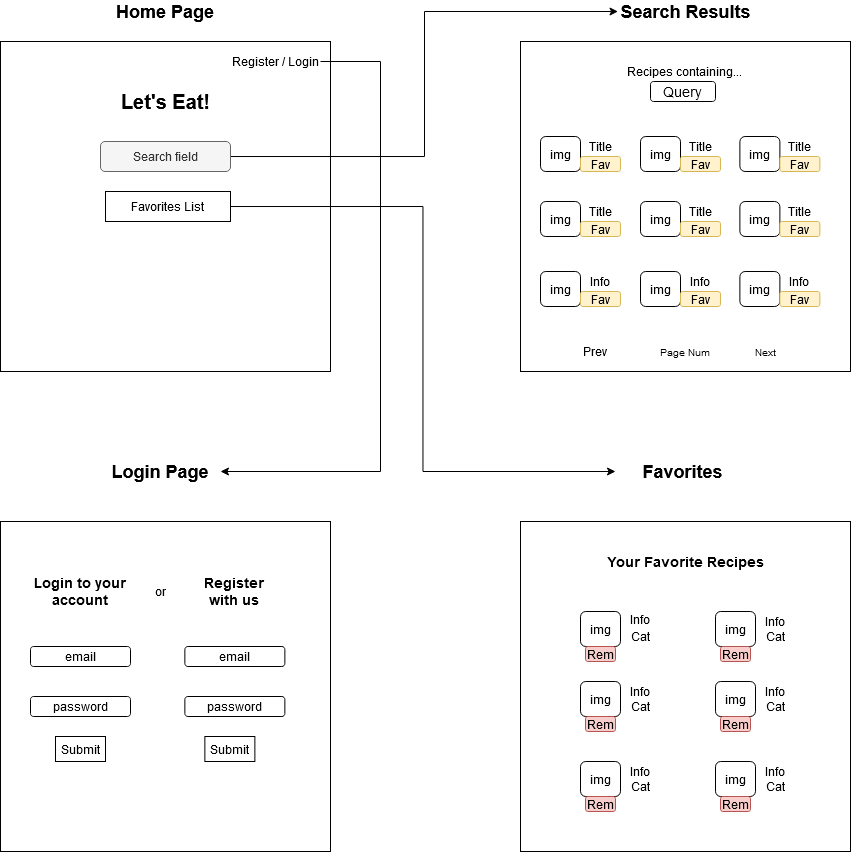 Home Page
Register / Login
Let's Eat!
Search field
Favorites List
Search Results
Recipes containing...
Query
img Title img Title img Title
Fav Fav Fav
img Title img Title img Title
Fav Fav Fav
img Info img Info img Info
Fav Fav Fav
Prev Page Num Next
Login Page
Login to your
account
or
Register
with us
email email
password password
Submit Submit
Favorites
Your Favorite Recipes
img Info img Info
Cat Cat
Rem Rem
img Info img Info
Cat Cat
Rem Rem
img Info img Info
Cat Cat
Rem Rem